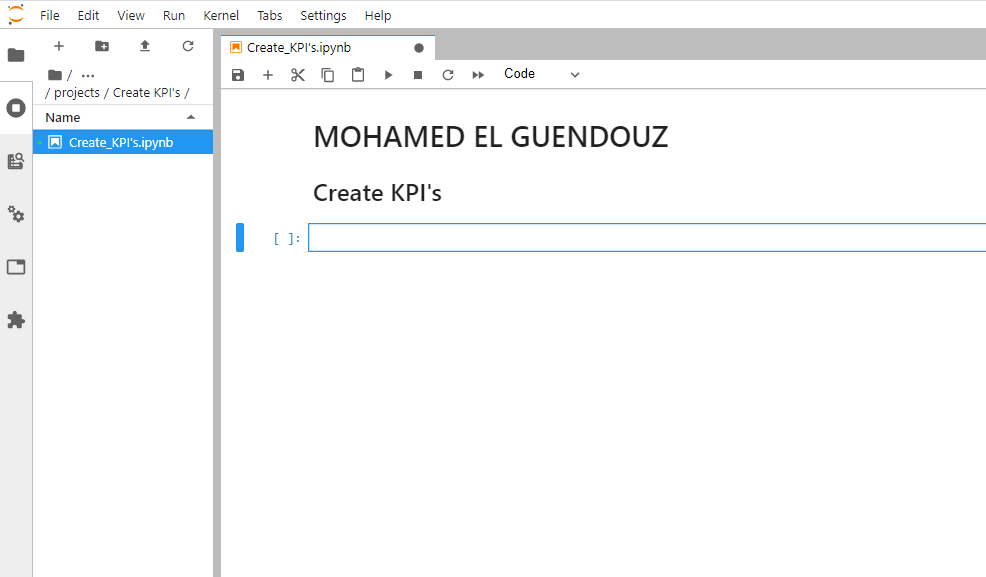 File Edit View Run Kernel Tabs Settings Help
/ ...
/ projects / Create KPI's /
Name
Create_KPI's.ipynb
Create_KPI's.ipynb
Code
MOHAMED EL GUENDOUZ
Create KPI's
[ ]: